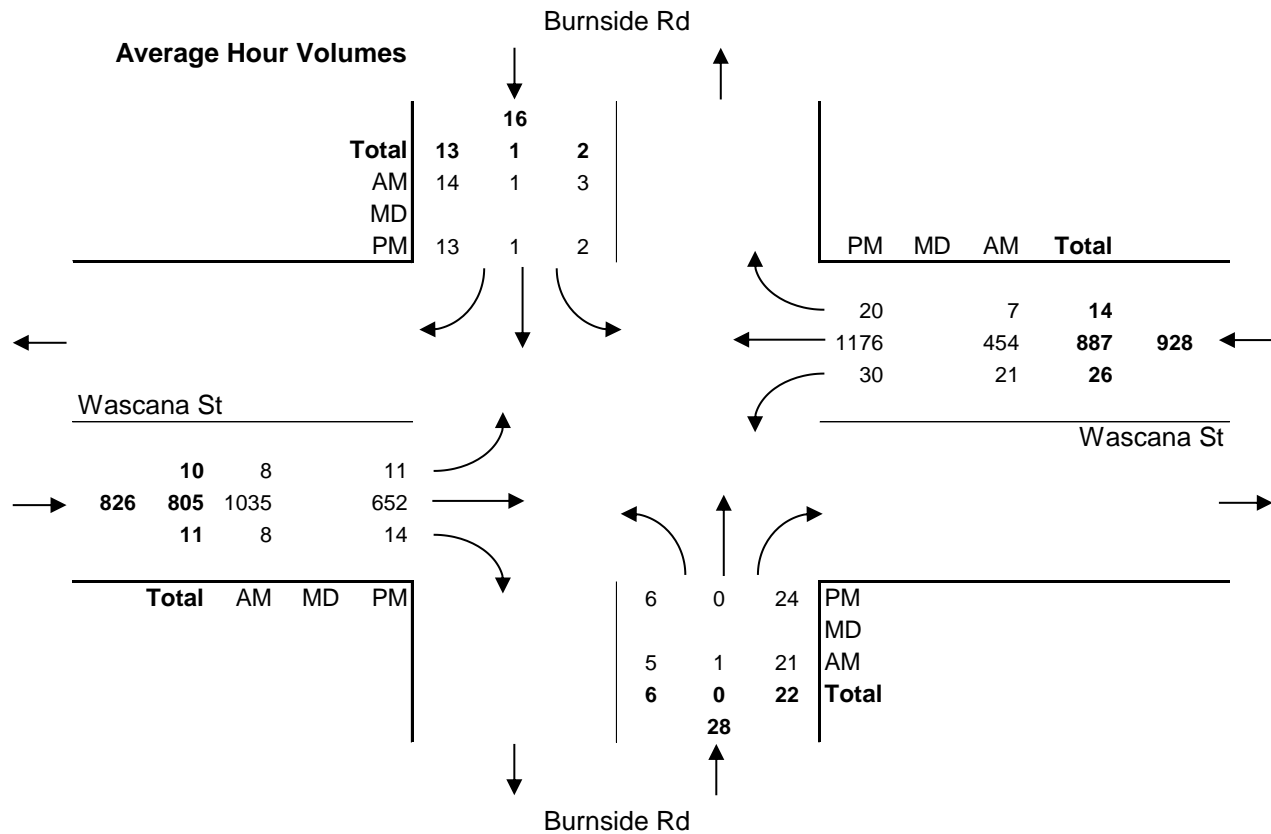 Burnside Rd
Average Hour Volumes
16
Total 13 1 2
AM 14 1 3
MD
PM 13 1 2
PM MD AM Total
20 7 14
1176 454 887 928
30 21 26
Wascana St
Wascana St
10 8 11
826 805 1035 652
11 8 14
Total AM MD PM
6 0 24 PM
MD
5 1 21 AM
6 0 22 Total
28
Burnside Rd